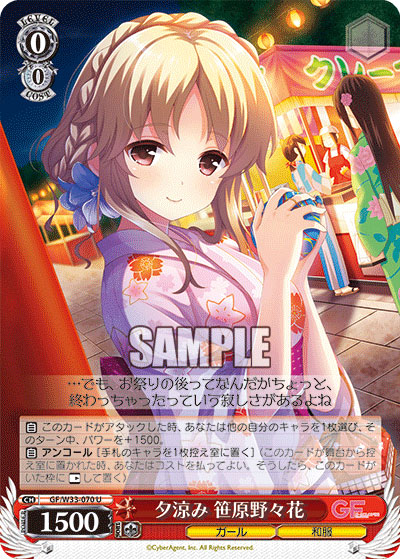 LEVEL
0
0
COST
クレープ
SAMPLE
…でも、お祭りの後ってなんだかちょっと、
終わっちゃったっていう寂しさがあるよね
自 このカードがアタックした時、あなたは他の自分のキャラを1枚選び、そ
のターン中、パワーを+1500。
自 アンコール [手札のキャラを1枚控え室に置く] (このカードが舞台から控
え室に置かれた時、あなたはコストを払ってよい。そうしたら、このカードが
いた枠に【レスト】して置く)
CH GF/W33-070 U
1500
夕涼み 笹原野々花
GF
ガール
和服
©CyberAgent, Inc. All Rights Reserved.